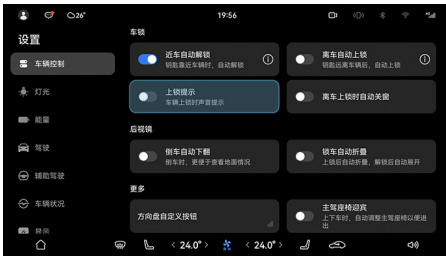 26°
19:56
设置
车辆控制
灯光
能量
驾驶
辅助驾驶
车辆状况
车锁
近车自动解锁
钥匙靠近车辆时，自动解锁
离车自动上锁
钥匙远离车辆后，自动上锁
上锁提示
车辆上锁时声音提示
离车上锁时自动关窗
后视镜
倒车自动下翻
倒车时，更便于查看地面情况
锁车自动折叠
上锁后自动折叠，解锁后自动展开
更多
方向盘自定义按钮
主驾座椅迎宾
上下车时，自动调整主驾座椅以便进
出
< 24.0° >
< 24.0° >